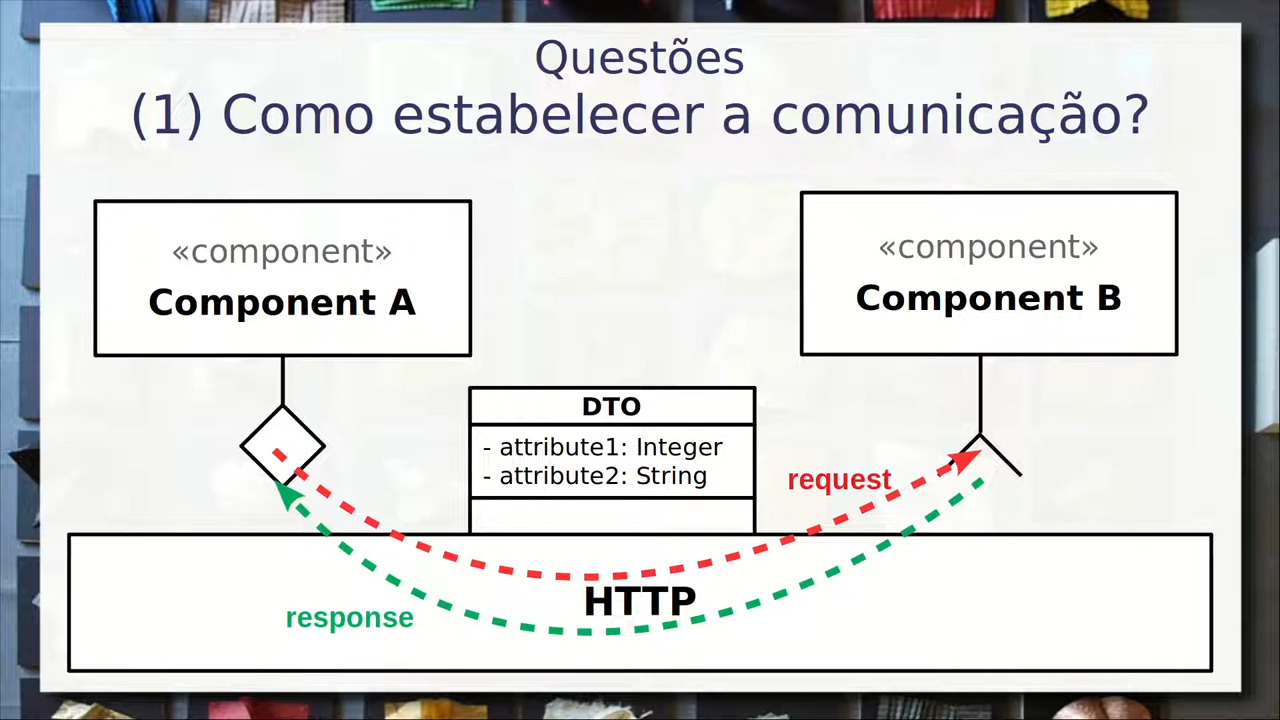 Questões
(1) Como estabelecer a comunicação?
«component»
Component A
«component»
Component B
DTO
- attribute1: Integer
- attribute2: String
request
HTTP
response